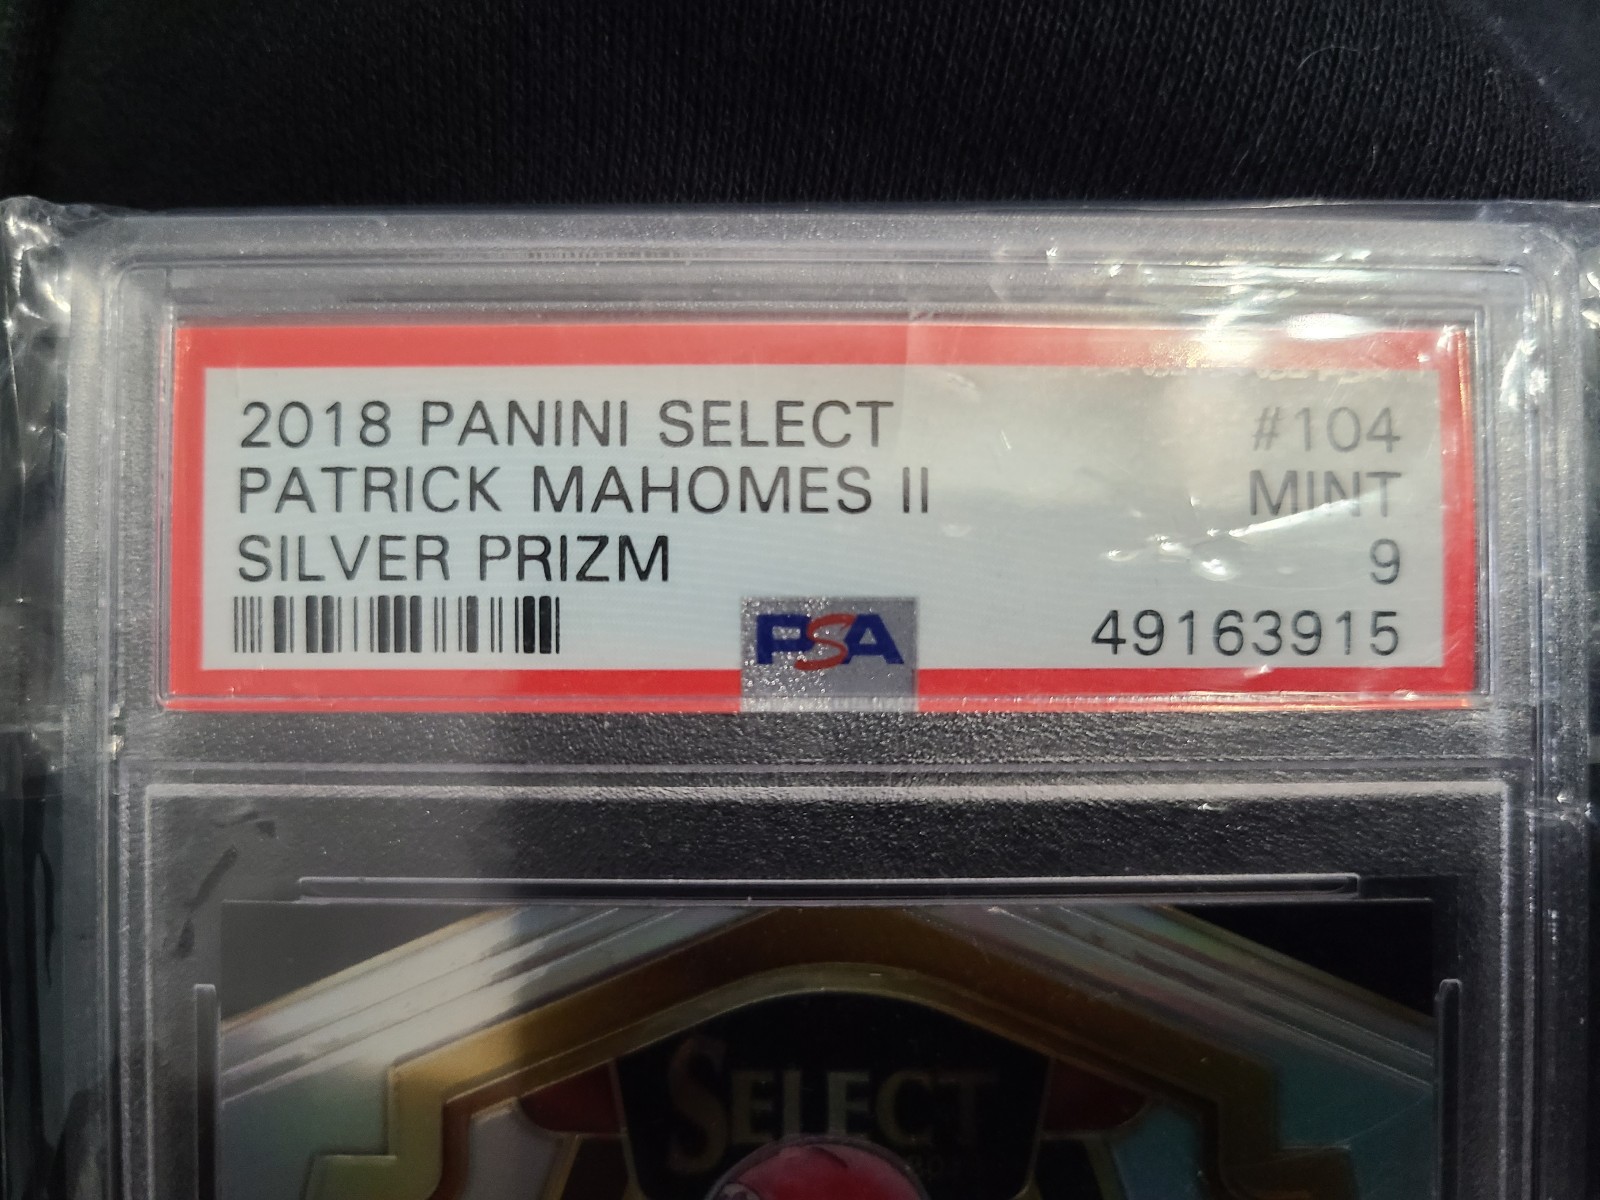 2018 PANINI SELECT #104
PATRICK MAHOMES II MINT
SILVER PRIZM 9
PSA 49163915
SELECT